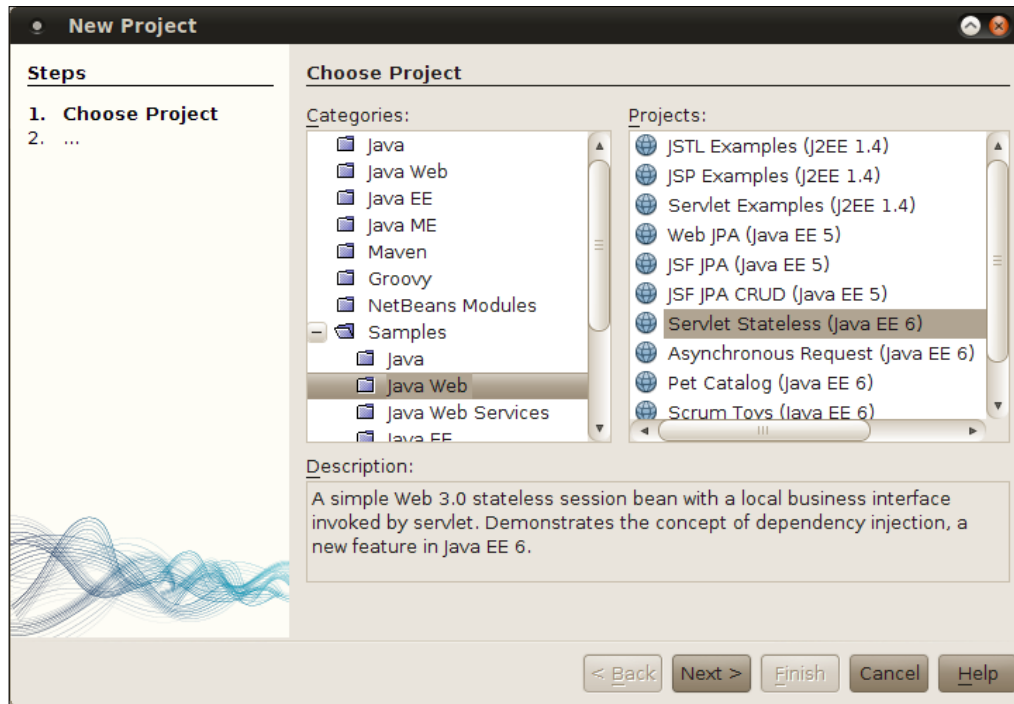 New Project
Steps
1. Choose Project
2. ...
Choose Project
Categories:
Java
Java Web
Java EE
Java ME
Maven
Groovy
NetBeans Modules
Samples
Java
Java Web
Java Web Services
Java EE
Projects:
JSTL Examples (J2EE 1.4)
JSP Examples (J2EE 1.4)
Servlet Examples (J2EE 1.4)
Web JPA (Java EE 5)
JSF JPA (Java EE 5)
JSF JPA CRUD (Java EE 5)
Servlet Stateless (Java EE 6)
Asynchronous Request (Java EE 6)
Pet Catalog (Java EE 6)
Scrum Toys (Java EE 6)
Description:
A simple Web 3.0 stateless session bean with a local business interface
invoked by servlet. Demonstrates the concept of dependency injection, a
new feature in Java EE 6.
< Back Next > Finish Cancel Help